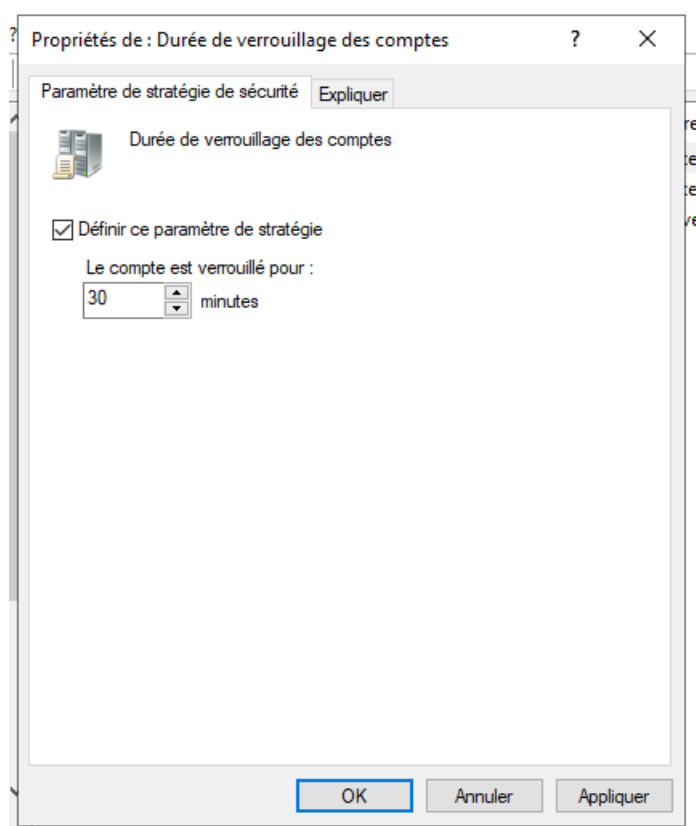 ?
Propriétés de : Durée de verrouillage des comptes ? ✕
Paramètre de stratégie de sécurité Expliquer
Durée de verrouillage des comptes
Définir ce paramètre de stratégie
Le compte est verrouillé pour :
30 minutes
OK Annuler Appliquer